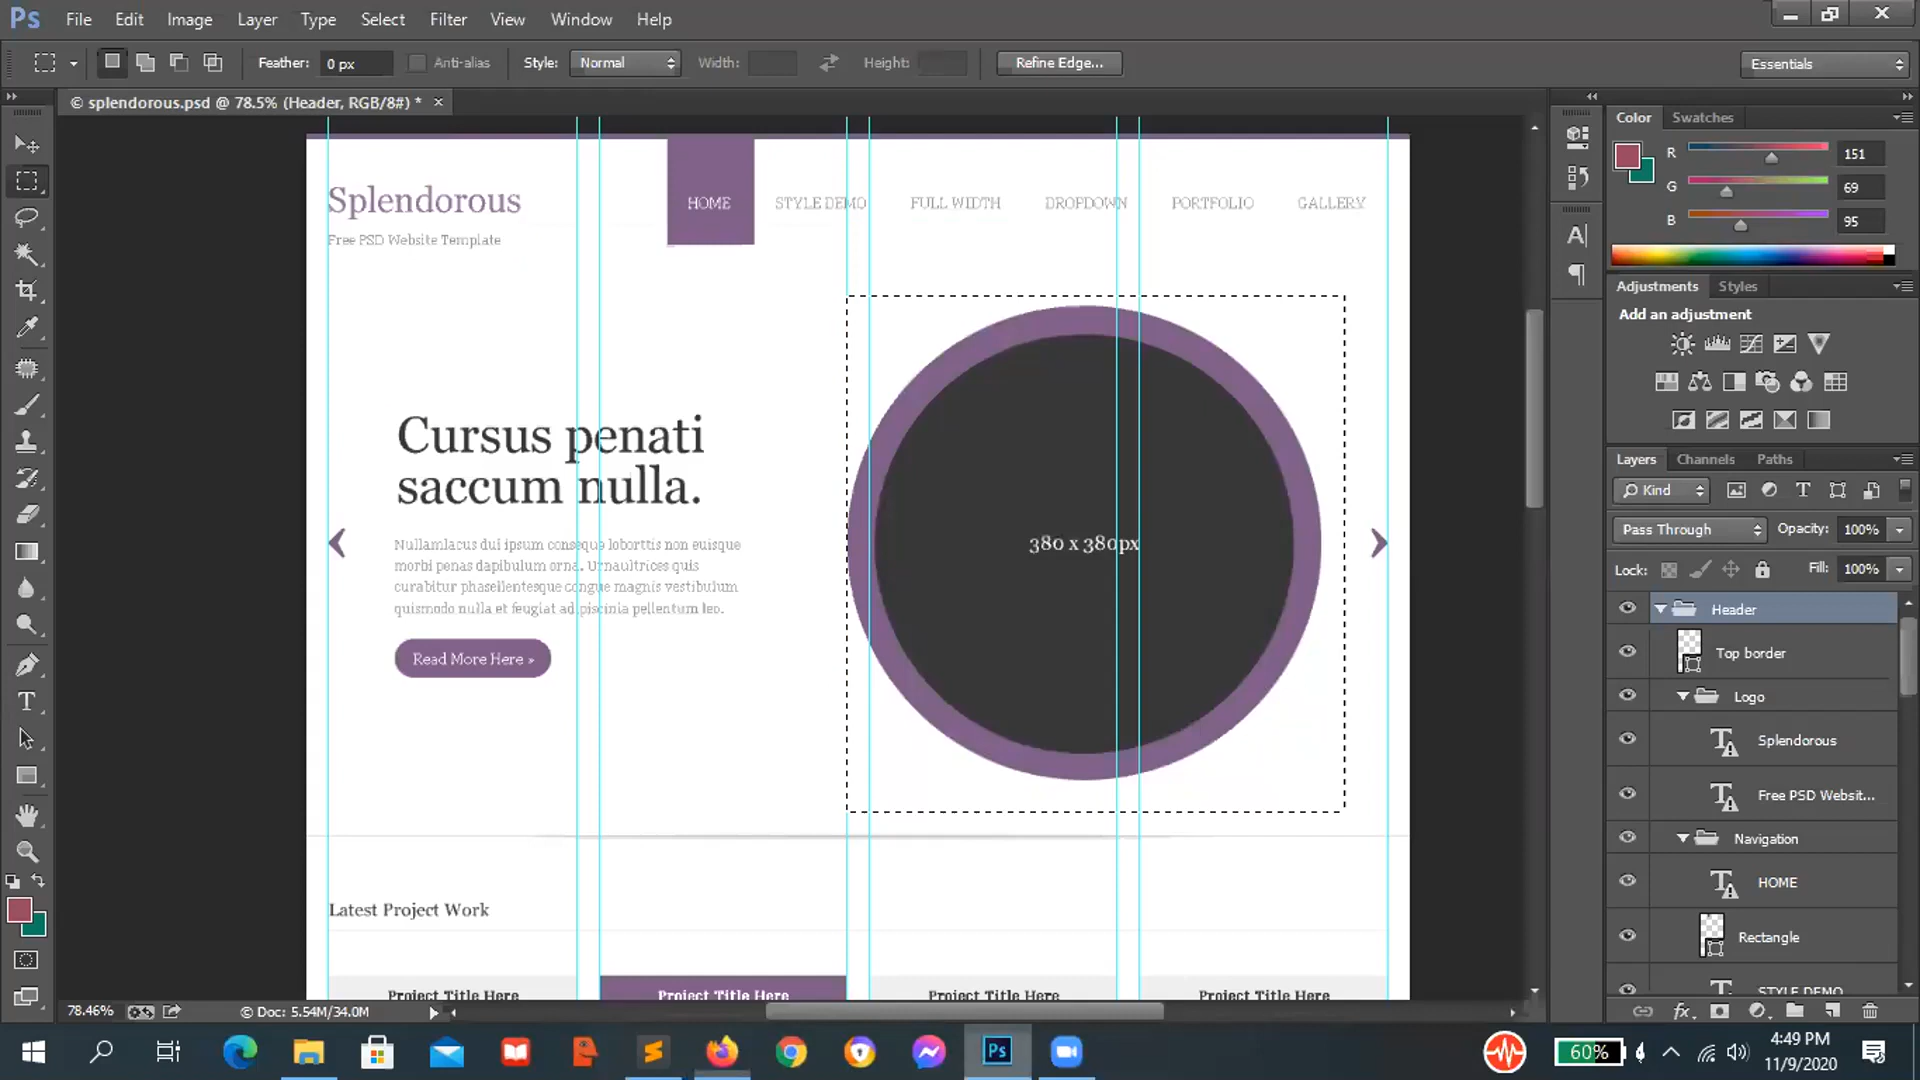 Ps File Edit Image Layer Type Select Filter View Window Help
Feather: 0 px Anti-alias Style: Normal Width: Height: Refine Edge... Essentials
© splendorous.psd @ 78.5% (Header, RGB/8#) * ×
Splendorous
Free PSD Website Template
HOME STYLE DEMO FULL WIDTH DROPDOWN PORTFOLIO GALLERY
Cursus penati
saccum nulla.
Nullamlacus dui ipsum conseque loborttis non euisque
morbi penas dapibulum orna. Urnaultrices quis
curabitur phasellentesque congue magnis vestibulum
quismodo nulla et feugiat adipiscinia pellentum leo.
Read More Here »
380 x 380px
Latest Project Work
Project Title Here Project Title Here Project Title Here Project Title Here
Color Swatches
R 151
G 69
B 95
Adjustments Styles
Add an adjustment
Layers Channels Paths
Kind
Pass Through Opacity: 100%
Lock: Fill: 100%
Header
Top border
Logo
Splendorous
Free PSD Websit...
Navigation
HOME
Rectangle
STYLE DEMO
78.46% © Doc: 5.54M/34.0M
Ps
60%
4:49 PM
11/9/2020